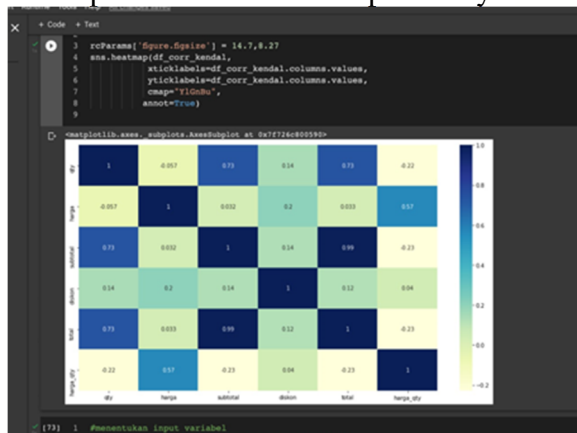 Runtime Tools Help All changes saved
+ Code + Text
3 rcParams['figure.figsize'] = 14.7,8.27
4 sns.heatmap(df_corr_kendal,
5 xticklabels=df_corr_kendal.columns.values,
6 yticklabels=df_corr_kendal.columns.values,
7 cmap="YlGnBu",
8 annot=True)
9
<matplotlib.axes._subplots.AxesSubplot at 0x7f726c800590>
qty 1 -0.057 0.73 0.14 0.73 -0.22
harga -0.057 1 0.032 0.2 0.033 0.57
subtotal 0.73 0.032 1 0.14 0.99 -0.23
diskon 0.14 0.2 0.14 1 0.12 0.04
total 0.73 0.033 0.99 0.12 1 -0.23
harga_qty -0.22 0.57 -0.23 0.04 -0.23 1
qty harga subtotal diskon total harga_qty
1.0
0.8
0.6
0.4
0.2
0.0
-0.2
[73] 1 #menentukan input variabel